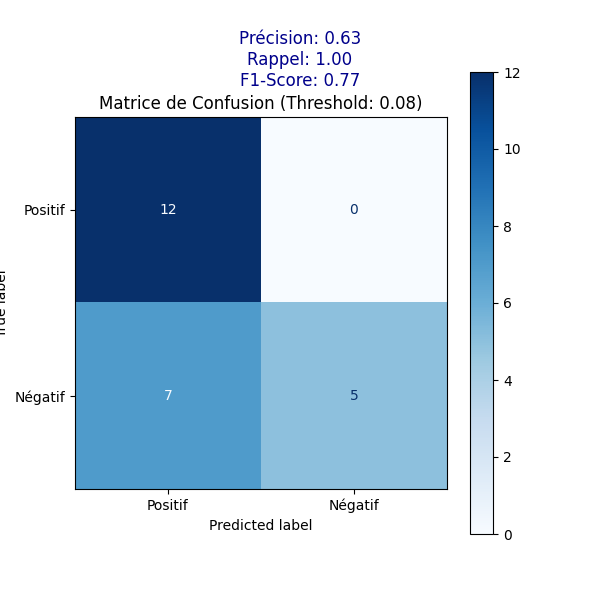 Précision: 0.63
Rappel: 1.00
F1-Score: 0.77
Matrice de Confusion (Threshold: 0.08)
12
10
8
6
4
2
0
Positif
12
0
Négatif
7
5
Positif
Négatif
Predicted label
label